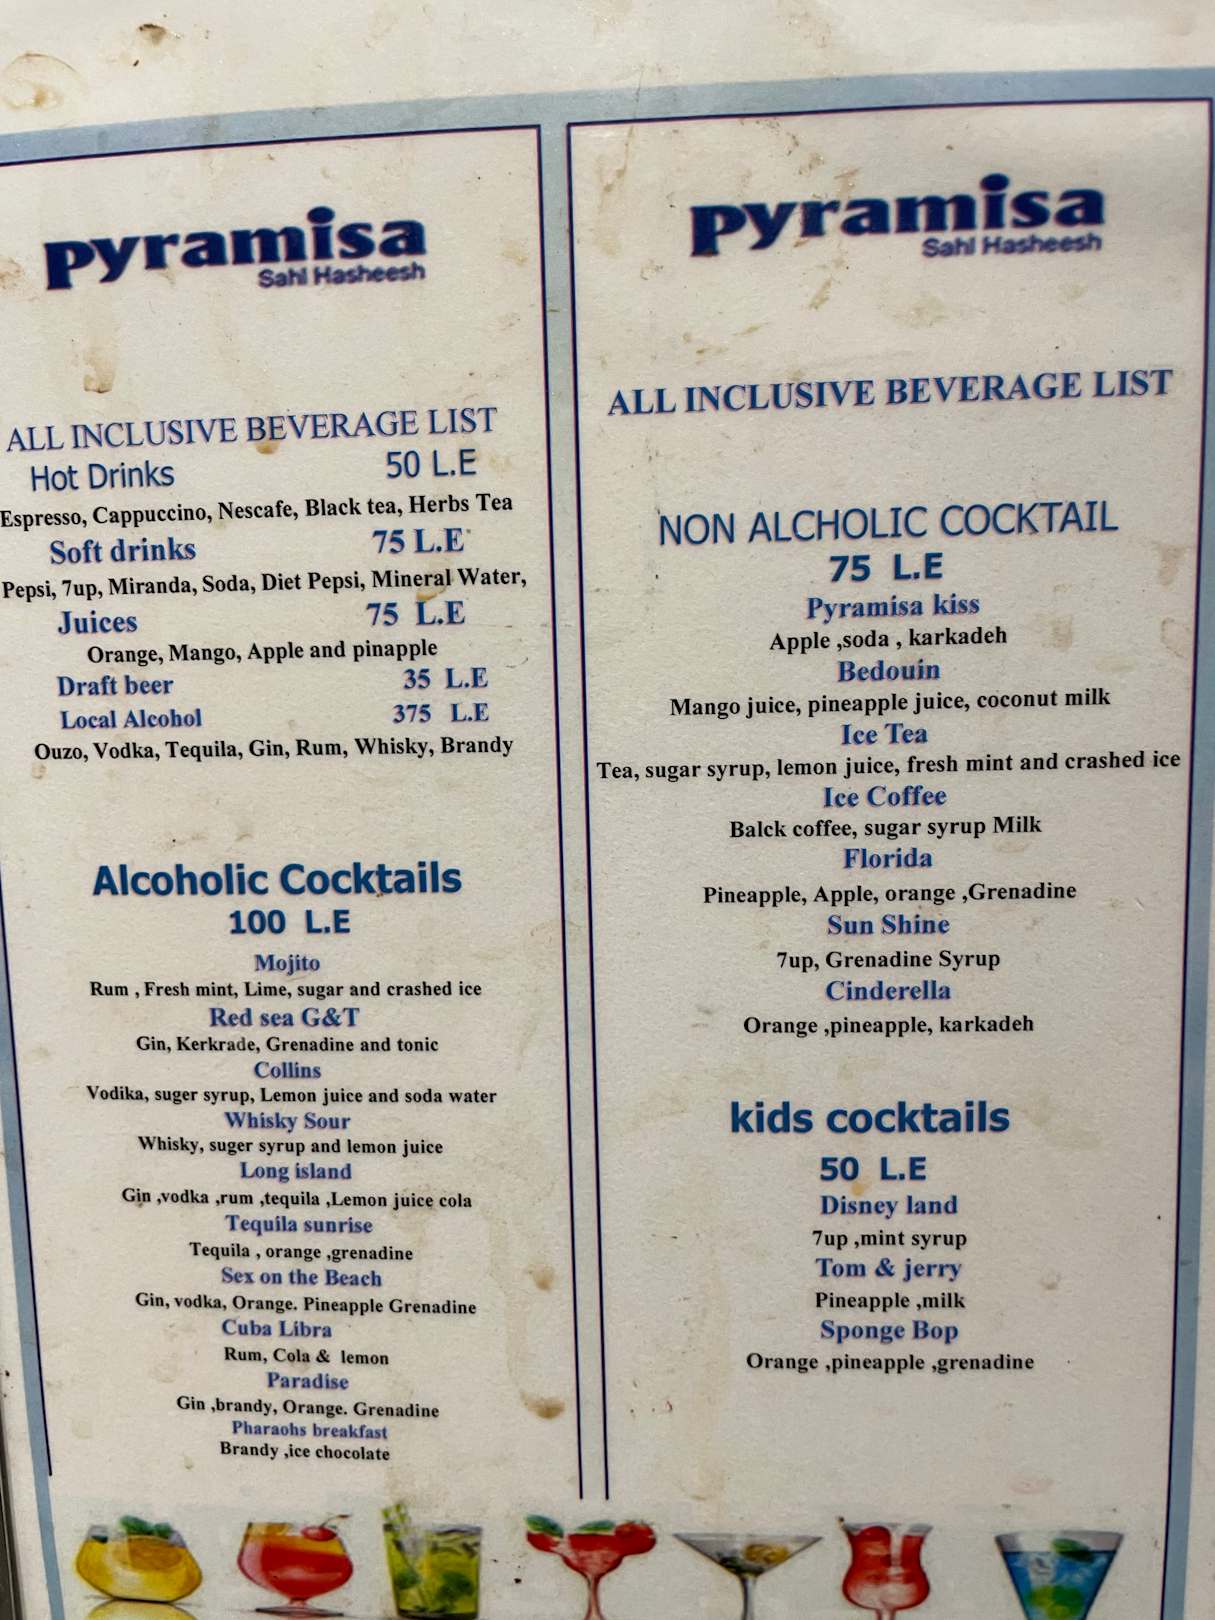 pyramisa
Sahl Hasheesh
ALL INCLUSIVE BEVERAGE LIST
Hot Drinks 50 L.E
Espresso, Cappuccino, Nescafe, Black tea, Herbs Tea
Soft drinks 75 L.E
Pepsi, 7up, Miranda, Soda, Diet Pepsi, Mineral Water,
Juices 75 L.E
Orange, Mango, Apple and pinapple
Draft beer 35 L.E
Local Alcohol 375 L.E
Ouzo, Vodka, Tequila, Gin, Rum, Whisky, Brandy
Alcoholic Cocktails
100 L.E
Mojito
Rum , Fresh mint, Lime, sugar and crashed ice
Red sea G&T
Gin, Kerkrade, Grenadine and tonic
Collins
Vodika, suger syrup, Lemon juice and soda water
Whisky Sour
Whisky, suger syrup and lemon juice
Long island
Gin ,vodka ,rum ,tequila ,Lemon juice cola
Tequila sunrise
Tequila , orange ,grenadine
Sex on the Beach
Gin, vodka, Orange. Pineapple Grenadine
Cuba Libra
Rum, Cola & lemon
Paradise
Gin ,brandy, Orange. Grenadine
Pharaohs breakfast
Brandy ,ice chocolate
pyramisa
Sahl Hasheesh
ALL INCLUSIVE BEVERAGE LIST
NON ALCHOLIC COCKTAIL
75 L.E
Pyramisa kiss
Apple ,soda , karkadeh
Bedouin
Mango juice, pineapple juice, coconut milk
Ice Tea
Tea, sugar syrup, lemon juice, fresh mint and crashed ice
Ice Coffee
Balck coffee, sugar syrup Milk
Florida
Pineapple, Apple, orange ,Grenadine
Sun Shine
7up, Grenadine Syrup
Cinderella
Orange ,pineapple, karkadeh
kids cocktails
50 L.E
Disney land
7up ,mint syrup
Tom & jerry
Pineapple ,milk
Sponge Bop
Orange ,pineapple ,grenadine